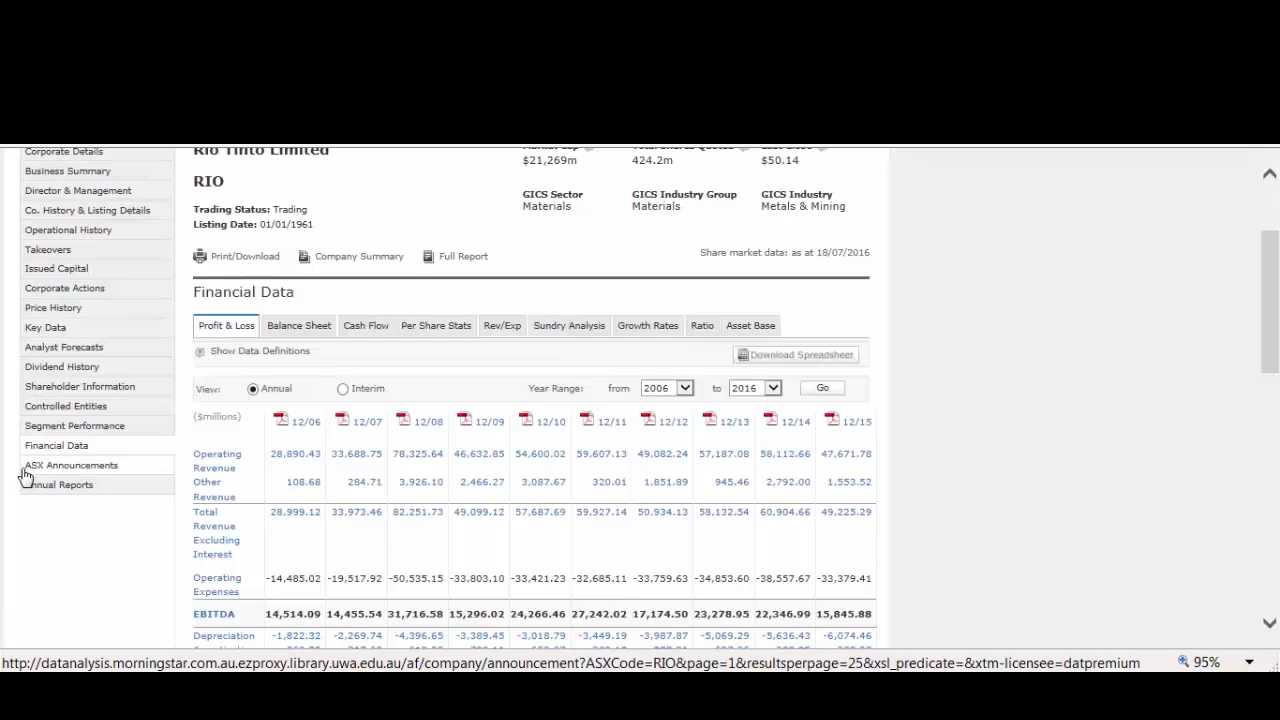 Corporate Details
Business Summary
Director & Management
Co. History & Listing Details
Operational History
Takeovers
Issued Capital
Corporate Actions
Price History
Key Data
Analyst Forecasts
Dividend History
Shareholder Information
Controlled Entities
Segment Performance
Financial Data
ASX Announcements
Annual Reports
Rio Tinto Limited
RIO
Trading Status: Trading
Listing Date: 01/01/1961
$21,269m 424.2m $50.14
GICS Sector GICS Industry Group GICS Industry
Materials Materials Metals & Mining
Print/Download Company Summary Full Report
Share market data: as at 18/07/2016
Financial Data
Profit & Loss Balance Sheet Cash Flow Per Share Stats Rev/Exp Sundry Analysis Growth Rates Ratio Asset Base
Show Data Definitions Download Spreadsheet
View: Annual Interim Year Range: from 2006 to 2016 Go
($millions) 12/06 12/07 12/08 12/09 12/10 12/11 12/12 12/13 12/14 12/15
Operating 28,890.43 33,688.75 78,325.64 46,632.85 54,600.02 59,607.13 49,082.24 57,187.08 58,112.66 47,671.78
Revenue
Other 108.68 284.71 3,926.10 2,466.27 3,087.67 320.01 1,851.89 945.46 2,792.00 1,553.52
Revenue
Total 28,999.12 33,973.46 82,251.73 49,099.12 57,687.69 59,927.14 50,934.13 58,132.54 60,904.66 49,225.29
Revenue
Excluding
Interest
Operating -14,485.02 -19,517.92 -50,535.15 -33,803.10 -33,421.23 -32,685.11 -33,759.63 -34,853.60 -38,557.67 -33,379.41
Expenses
EBITDA 14,514.09 14,455.54 31,716.58 15,296.02 24,266.46 27,242.02 17,174.50 23,278.95 22,346.99 15,845.88
Depreciation -1,822.32 -2,269.74 -4,396.65 -3,389.45 -3,018.79 -3,449.19 -3,987.87 -5,069.29 -5,636.43 -6,074.46
http://datanalysis.morningstar.com.au.ezproxy.library.uwa.edu.au/af/company/announcement?ASXCode=RIO&page=1&resultsperpage=25&xsl_predicate=&xtm-licensee=datpremium
95%